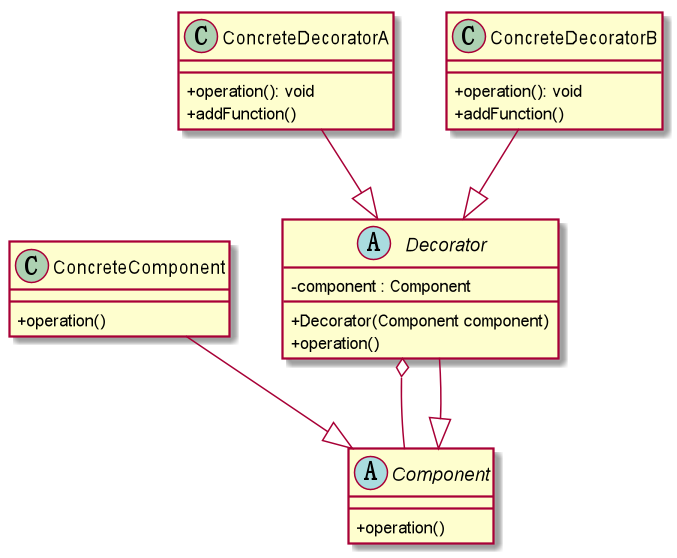 C ConcreteDecoratorA
+operation(): void
+addFunction()
C ConcreteDecoratorB
+operation(): void
+addFunction()
C ConcreteComponent
+operation()
A Decorator
-component : Component
+Decorator(Component component)
+operation()
A Component
+operation()